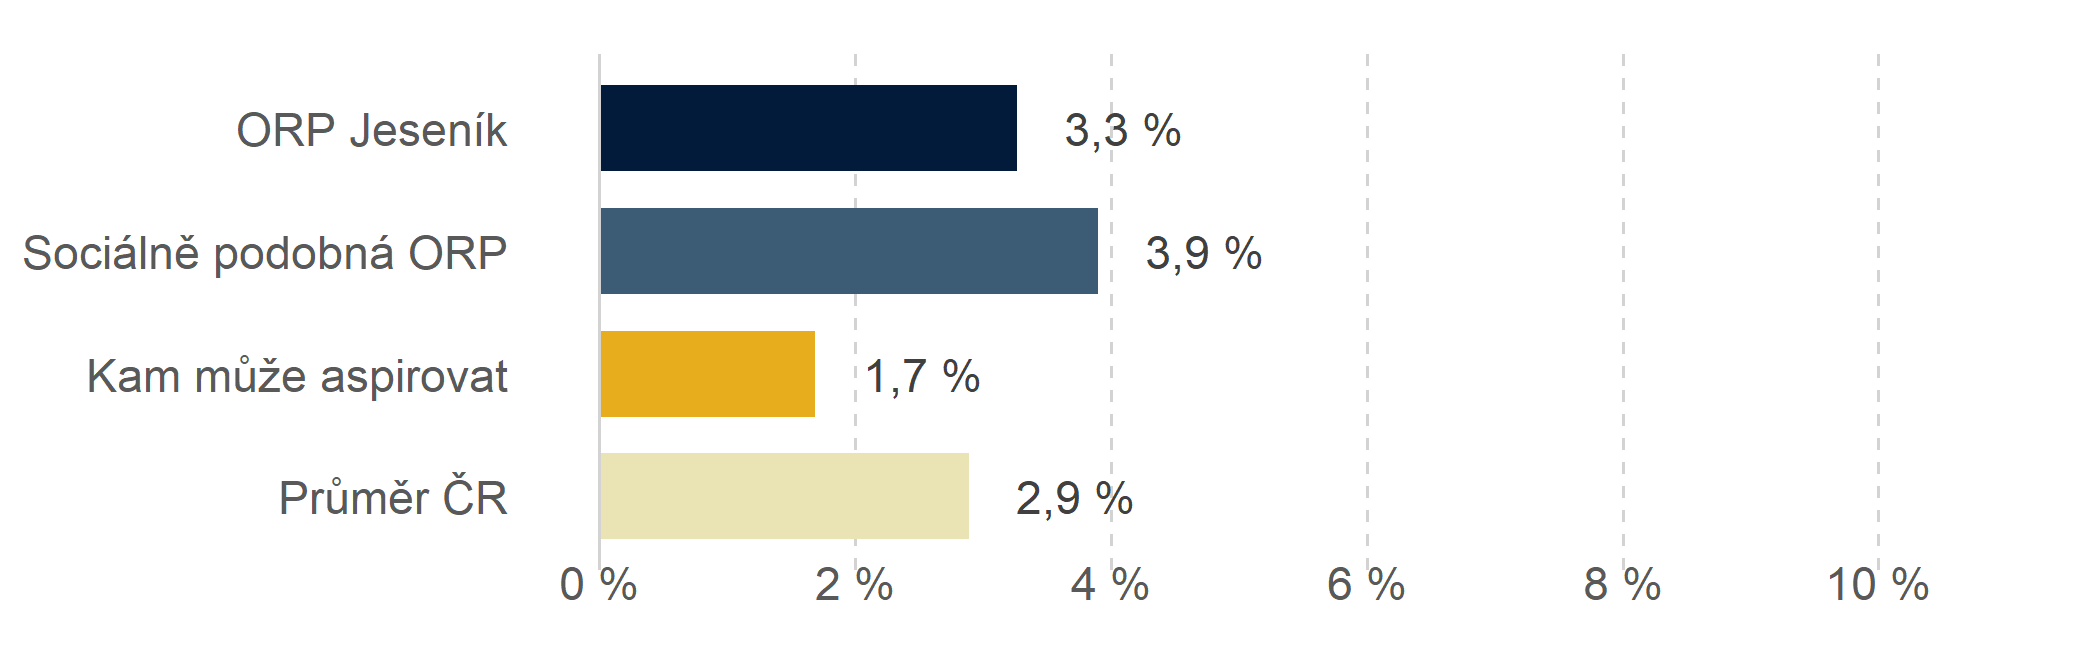 ORP Jeseník
3,3 %
Sociálně podobná ORP
3,9 %
Kam může aspirovat
1,7 %
Průměr ČR
2,9 %
0 %
2 %
4 %
6 %
8 %
10 %